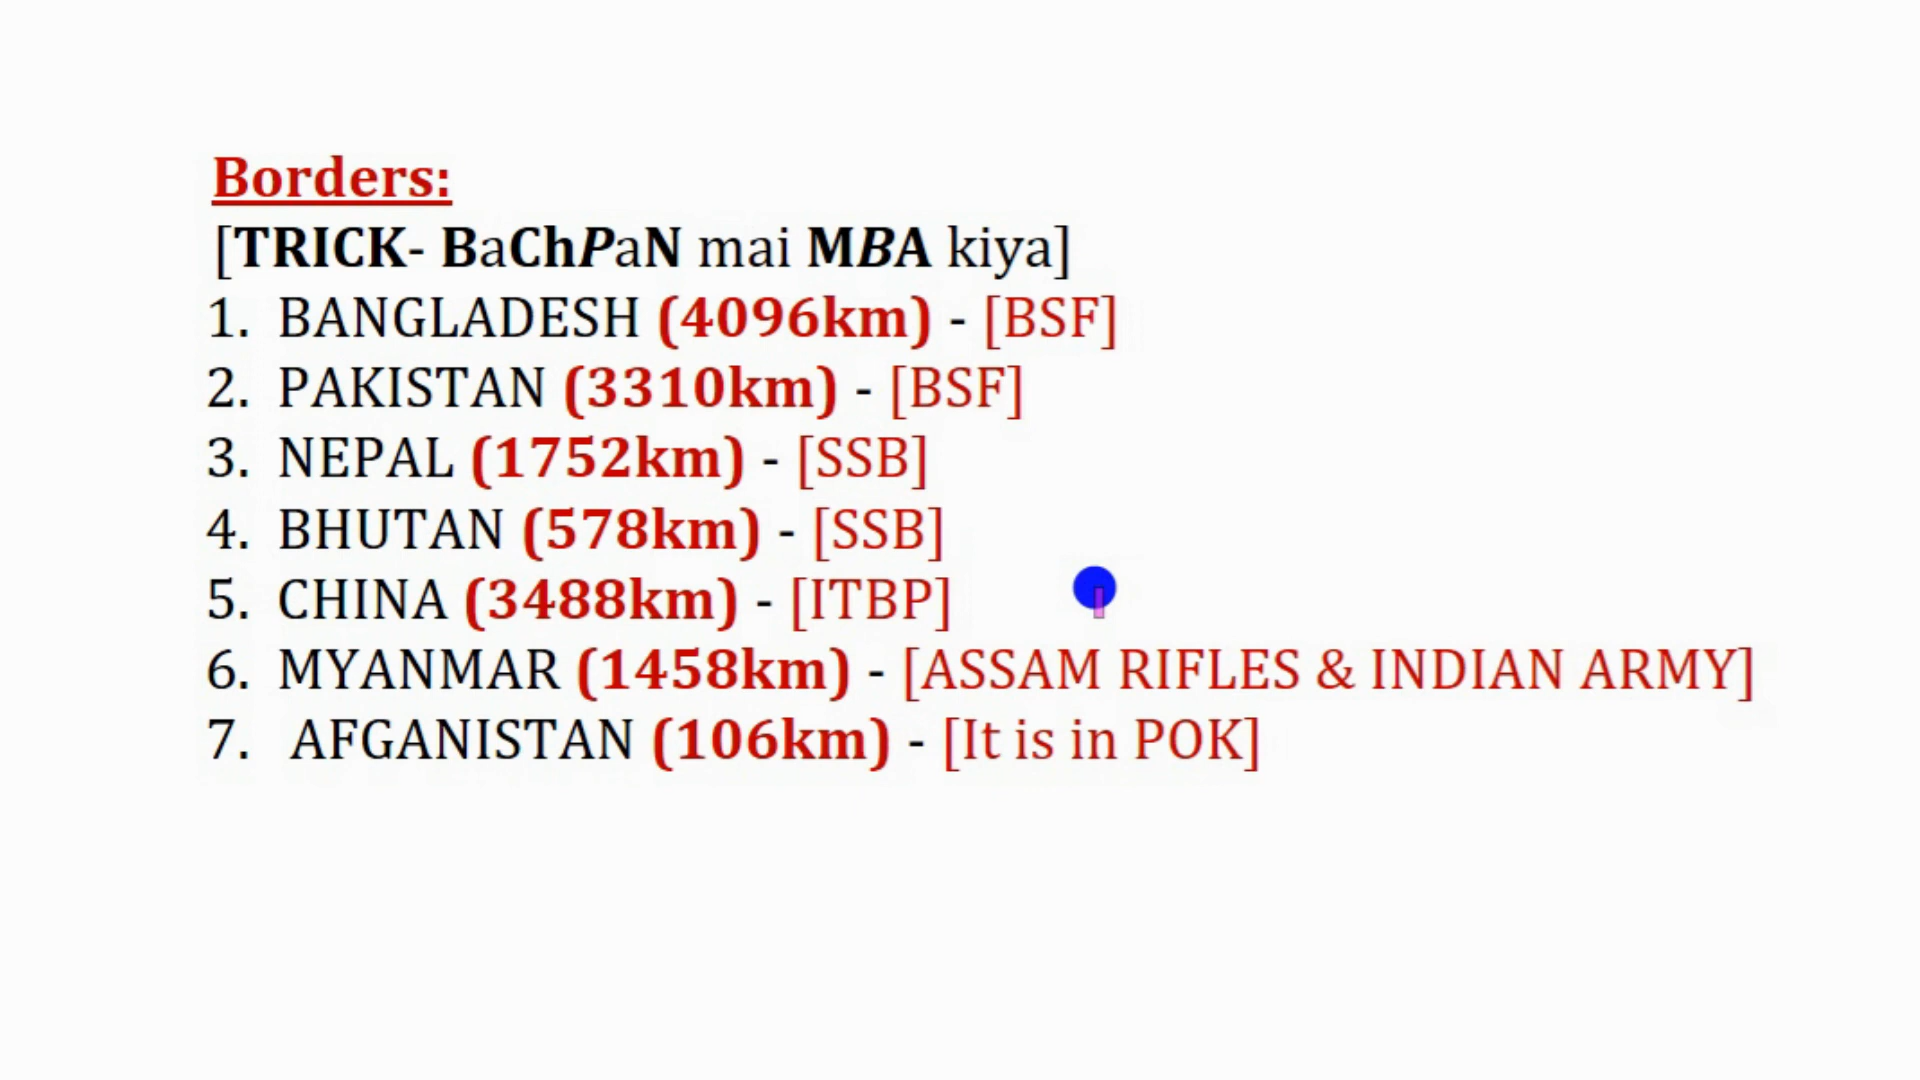 Borders:
[TRICK- BaChPaN mai MBA kiya]
1. BANGLADESH (4096km) - [BSF]
2. PAKISTAN (3310km) - [BSF]
3. NEPAL (1752km) - [SSB]
4. BHUTAN (578km) - [SSB]
5. CHINA (3488km) - [ITBP]
6. MYANMAR (1458km) - [ASSAM RIFLES & INDIAN ARMY]
7. AFGANISTAN (106km) - [It is in POK]